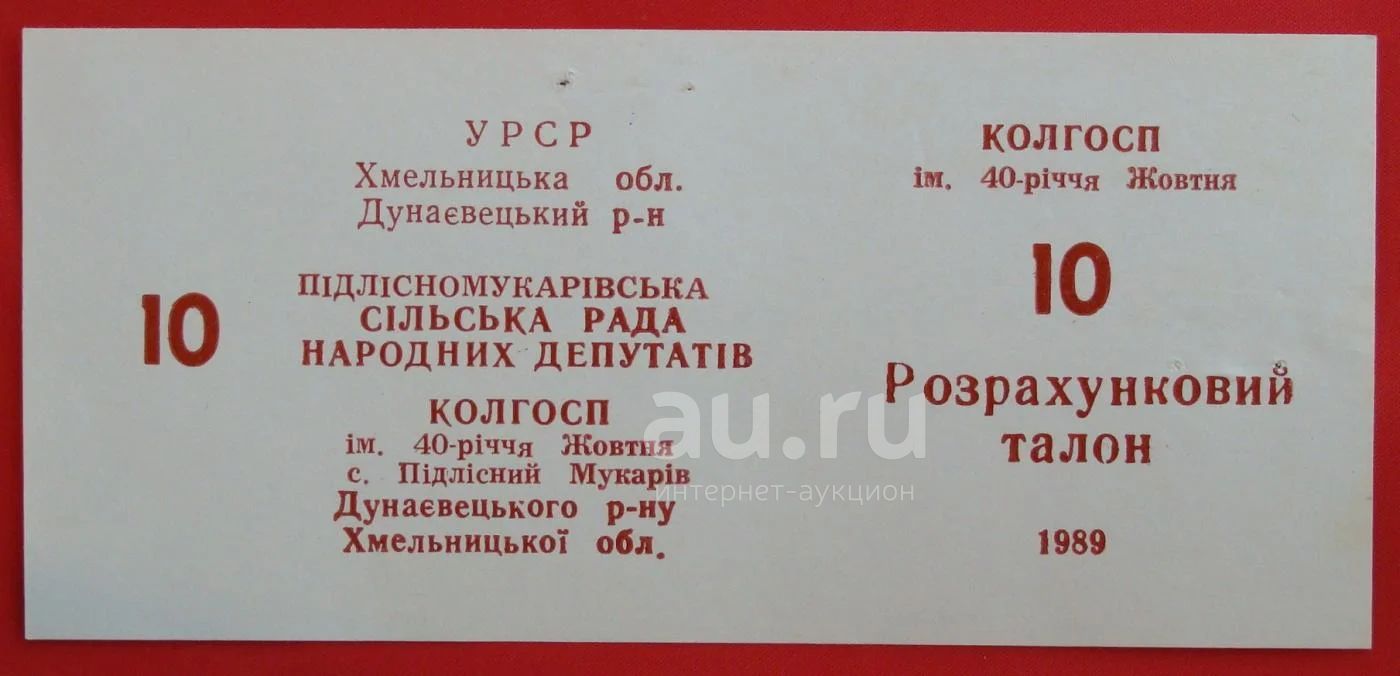 УРСР
Хмельницька обл.
Дунаєвецький р-н
10
ПІДЛІСНОМУКАРІВСЬКА
СІЛЬСЬКА РАДА
НАРОДНИХ ДЕПУТАТІВ
КОЛГОСП
ім. 40-річчя Жовтня
с. Підлісний Мукарів
Дунаєвецького р-ну
Хмельницької обл.
КОЛГОСП
ім. 40-річчя Жовтня
10
Розрахунковий
талон
1989
au.ru
интернет-аукцион